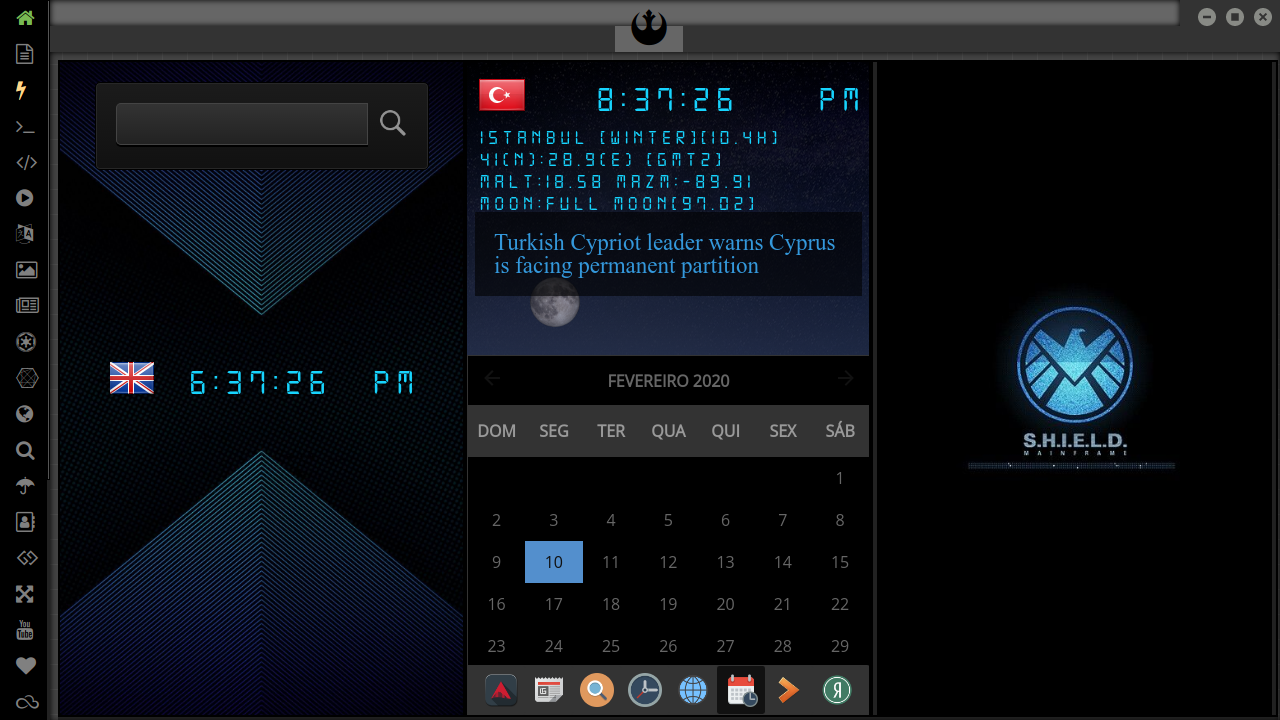 8:37:26 PM
ISTANBUL (WINTER)(10.4H)
41(N):28.9(E) (GMT2)
MALT:18.58 MAZM:-89.91
MOON:FULL MOON(97.02)
Turkish Cypriot leader warns Cyprus
is facing permanent partition
6:37:26 PM
FEVEREIRO 2020
DOM SEG TER QUA QUI SEX SÁB
1
2 3 4 5 6 7 8
9 10 11 12 13 14 15
16 17 18 19 20 21 22
23 24 25 26 27 28 29
S.H.I.E.L.D.
MAINFRAME
You
Tube